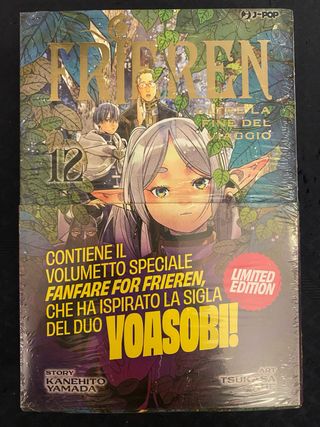 J-POP
FRIEREN
OLTRE LA
FINE DEL
VIAGGIO
12
CONTIENE IL
VOLUMETTO SPECIALE
FANFARE FOR FRIEREN,
CHE HA ISPIRATO LA SIGLA
DEL DUO YOASOBI!
LIMITED
EDITION
STORY
KANEHITO
YAMADA
ART
TSUKASA